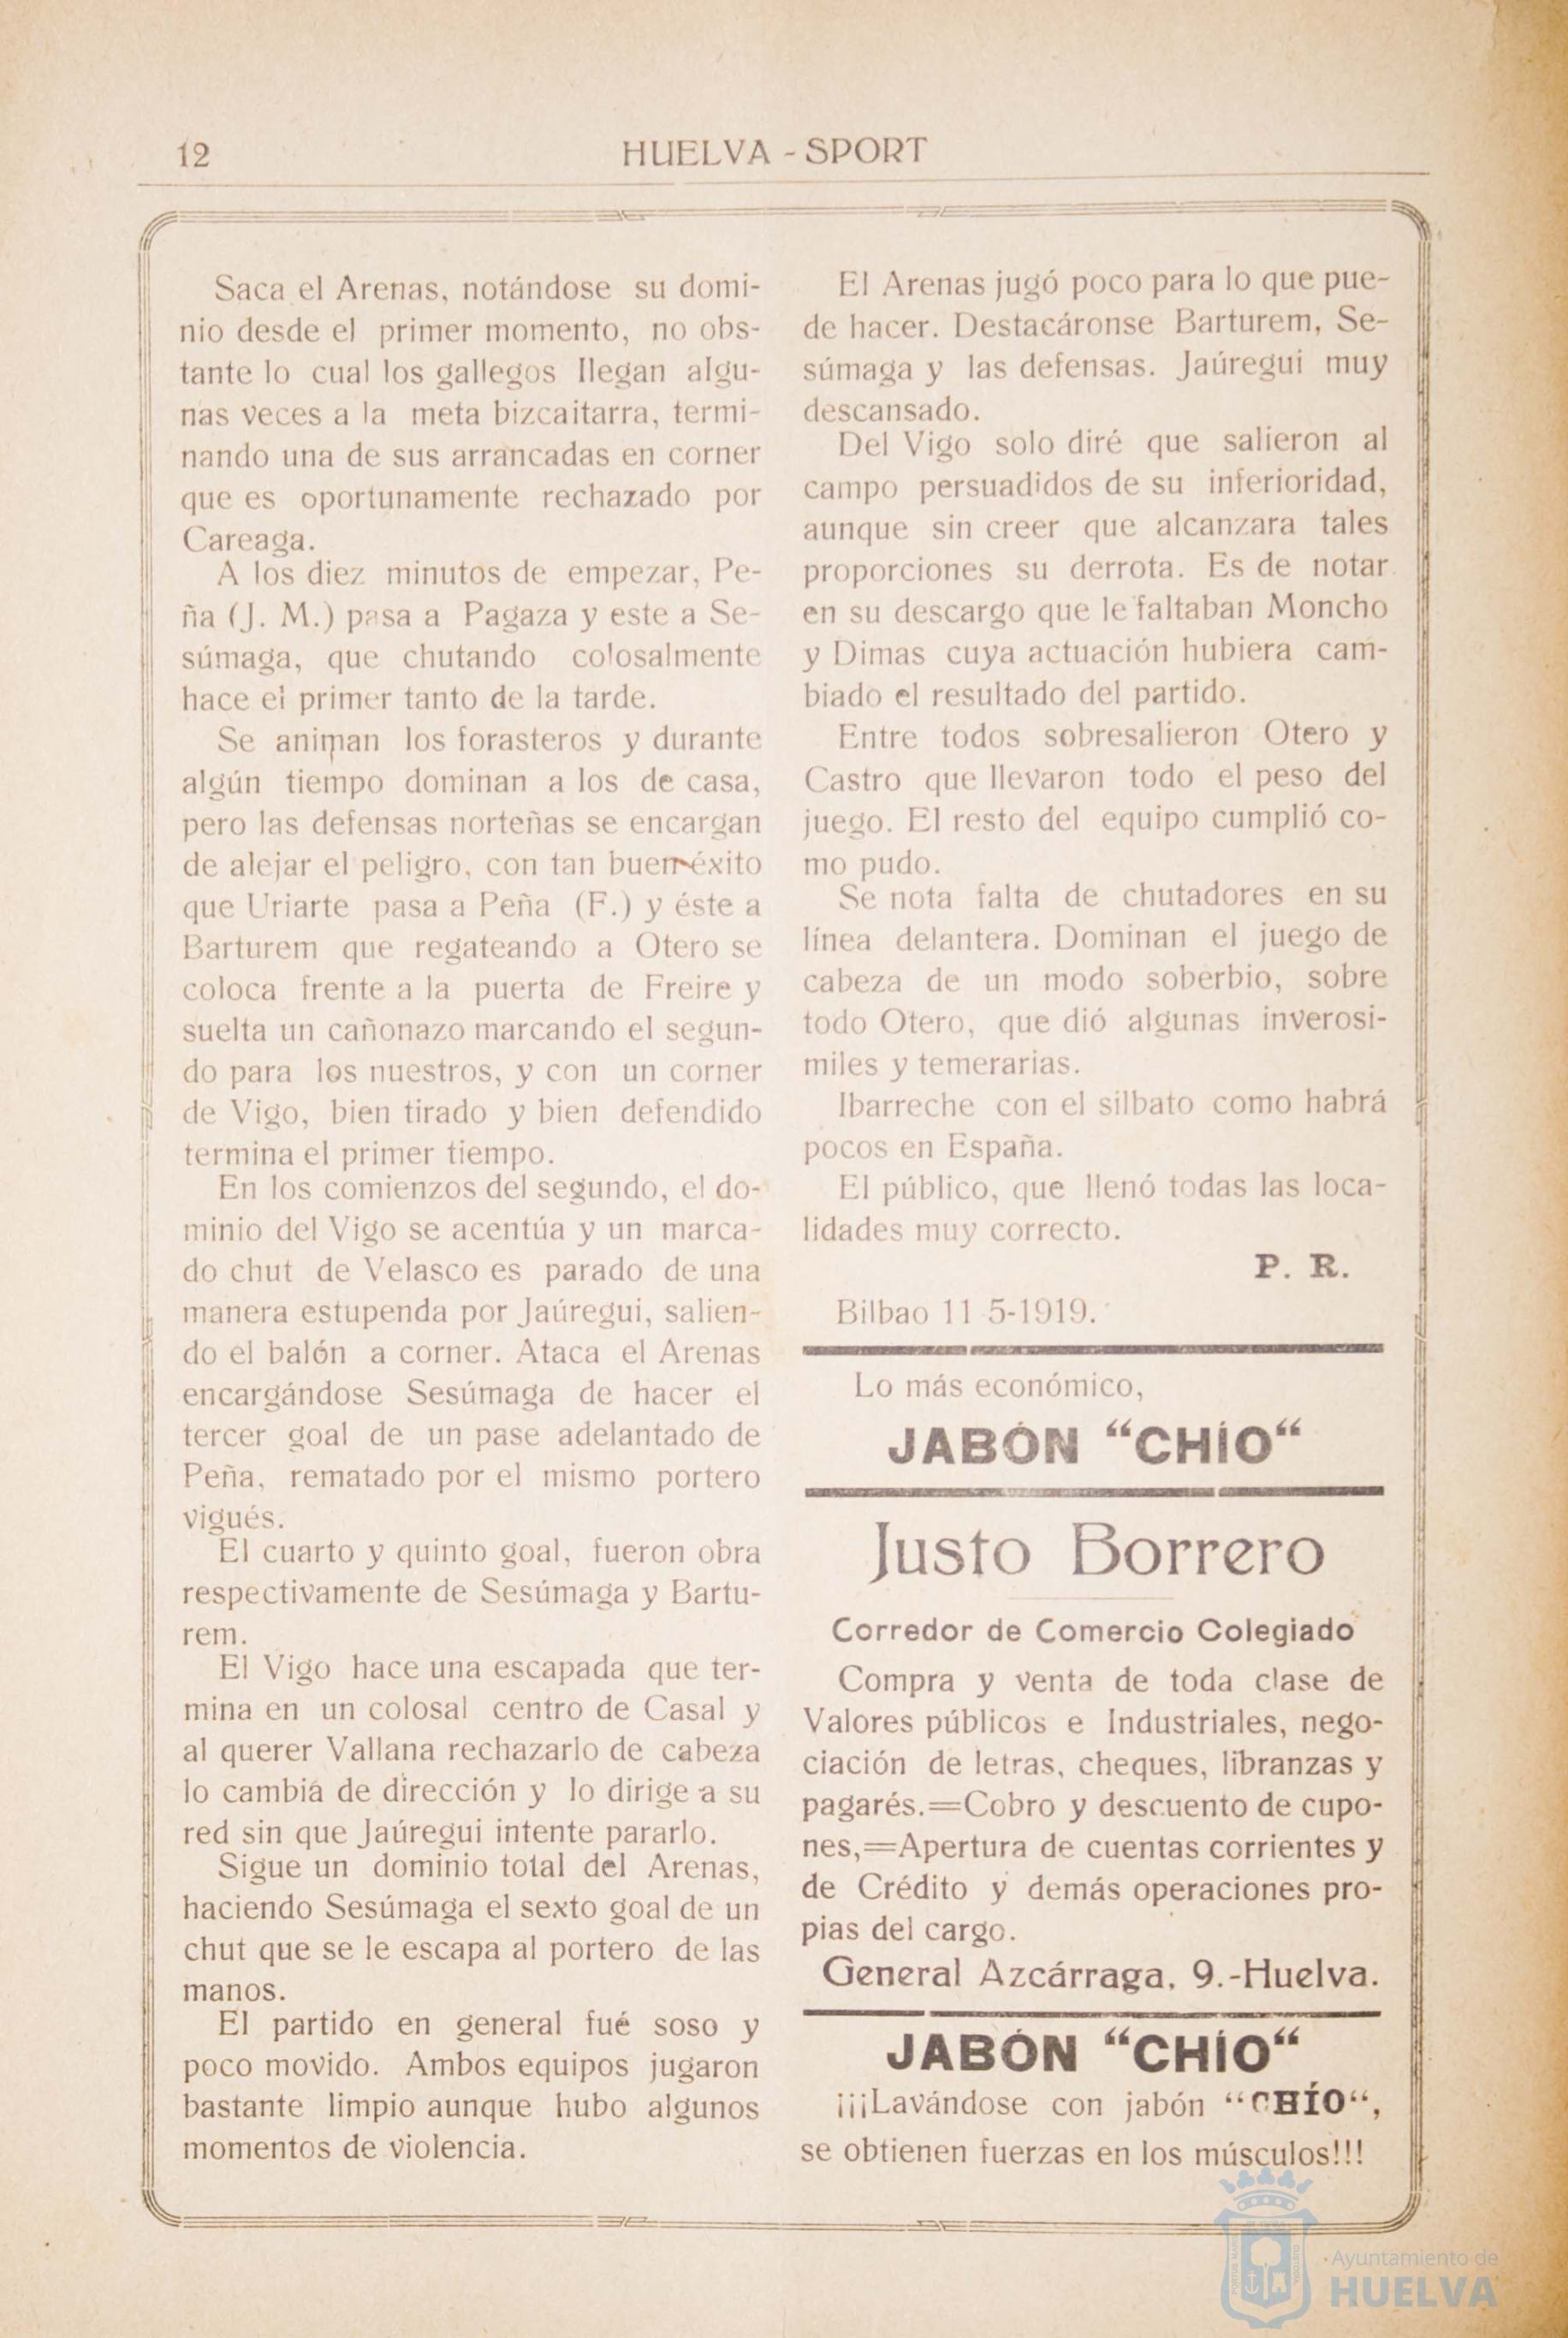 12
HUELVA - SPORT
Saca el Arenas, notándose su domi-
nio desde el primer momento, no obs-
tante lo cual los gallegos llegan algu-
nas veces a la meta bizcaitarra, termi-
nando una de sus arrancadas en corner
que es oportunamente rechazado por
Careaga.
A los diez minutos de empezar, Pe-
ña (J. M.) pasa a Pagaza y este a Se-
súmaga, que chutando colosalmente
hace el primer tanto de la tarde.
Se animan los forasteros y durante
algún tiempo dominan a los de casa,
pero las defensas norteñas se encargan
de alejar el peligro, con tan buen éxito
que Uriarte pasa a Peña (F.) y éste a
Barturem que regateando a Otero se
coloca frente a la puerta de Freire y
suelta un cañonazo marcando el segun-
do para los nuestros, y con un corner
de Vigo, bien tirado y bien defendido
termina el primer tiempo.
En los comienzos del segundo, el do-
minio del Vigo se acentúa y un marca-
do chut de Velasco es parado de una
manera estupenda por Jaúregui, salien-
do el balón a corner. Ataca el Arenas
encargándose Sesúmaga de hacer el
tercer goal de un pase adelantado de
Peña, rematado por el mismo portero
vigués.
El cuarto y quinto goal, fueron obra
respectivamente de Sesúmaga y Bartu-
rem.
El Vigo hace una escapada que ter-
mina en un colosal centro de Casal y
al querer Vallana rechazarlo de cabeza
lo cambia de dirección y lo dirige a su
red sin que Jaúregui intente pararlo.
Sigue un dominio total del Arenas,
haciendo Sesúmaga el sexto goal de un
chut que se le escapa al portero de las
manos.
El partido en general fué soso y
poco movido. Ambos equipos jugaron
bastante limpio aunque hubo algunos
momentos de violencia.
El Arenas jugó poco para lo que pue-
de hacer. Destacáronse Barturem, Se-
súmaga y las defensas. Jaúregui muy
descansado.
Del Vigo solo diré que salieron al
campo persuadidos de su inferioridad,
aunque sin creer que alcanzara tales
proporciones su derrota. Es de notar
en su descargo que le faltaban Moncho
y Dimas cuya actuación hubiera cam-
biado el resultado del partido.
Entre todos sobresalieron Otero y
Castro que llevaron todo el peso del
juego. El resto del equipo cumplió co-
mo pudo.
Se nota falta de chutadores en su
línea delantera. Dominan el juego de
cabeza de un modo soberbio, sobre
todo Otero, que dió algunas inverosi-
miles y temerarias.
Ibarreche con el silbato como habrá
pocos en España.
El público, que llenó todas las loca-
lidades muy correcto.
P. R.
Bilbao 11 5-1919.
Lo más económico,
JABÓN “CHÍO“
Justo Borrero
Corredor de Comercio Colegiado
Compra y venta de toda clase de
Valores públicos e Industriales, nego-
ciación de letras, cheques, libranzas y
pagarés.=Cobro y descuento de cupo-
nes,=Apertura de cuentas corrientes y
de Crédito y demás operaciones pro-
pias del cargo.
General Azcárraga, 9.-Huelva.
JABÓN “CHÍO“
¡¡¡Lavándose con jabón “CHÍO“,
se obtienen fuerzas en los músculos!!!
Ayuntamiento de
HUELVA